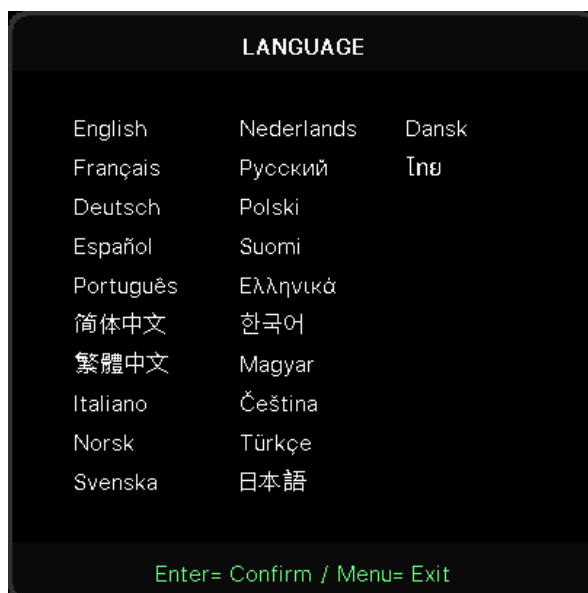 LANGUAGE
English Nederlands Dansk
Français Русский ไทย
Deutsch Polski
Español Suomi
Português Ελληνικά
简体中文 한국어
繁體中文 Magyar
Italiano Čeština
Norsk Türkçe
Svenska 日本語
Enter= Confirm / Menu= Exit